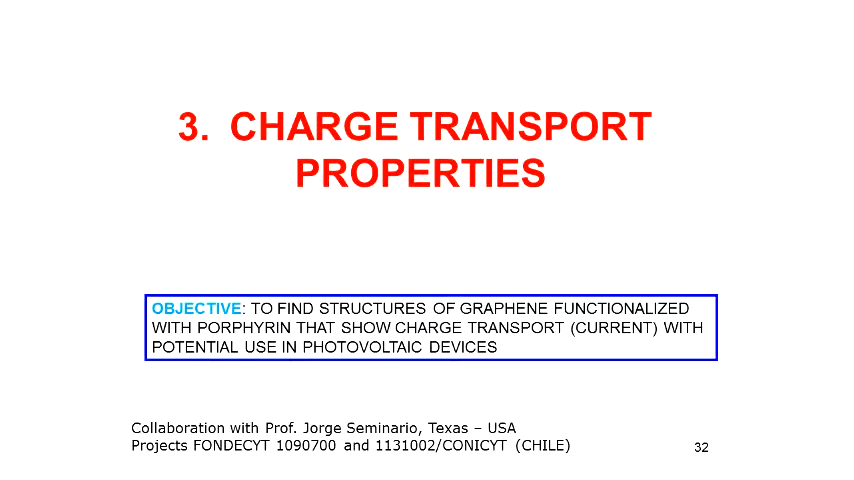 3. CHARGE TRANSPORT
PROPERTIES
OBJECTIVE: TO FIND STRUCTURES OF GRAPHENE FUNCTIONALIZED
WITH PORPHYRIN THAT SHOW CHARGE TRANSPORT (CURRENT) WITH
POTENTIAL USE IN PHOTOVOLTAIC DEVICES
Collaboration with Prof. Jorge Seminario, Texas – USA
Projects FONDECYT 1090700 and 1131002/CONICYT (CHILE)
32